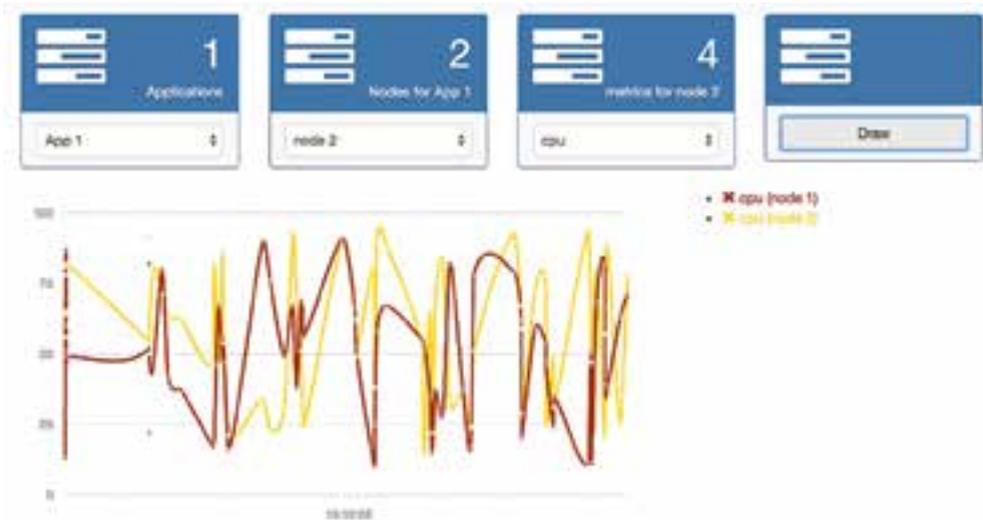 1
Applications
App 1
2
Nodes for App 1
node 2
4
metrics for node 2
cpu
Draw
cpu (node 1)
cpu (node 2)
100
75
50
25
0